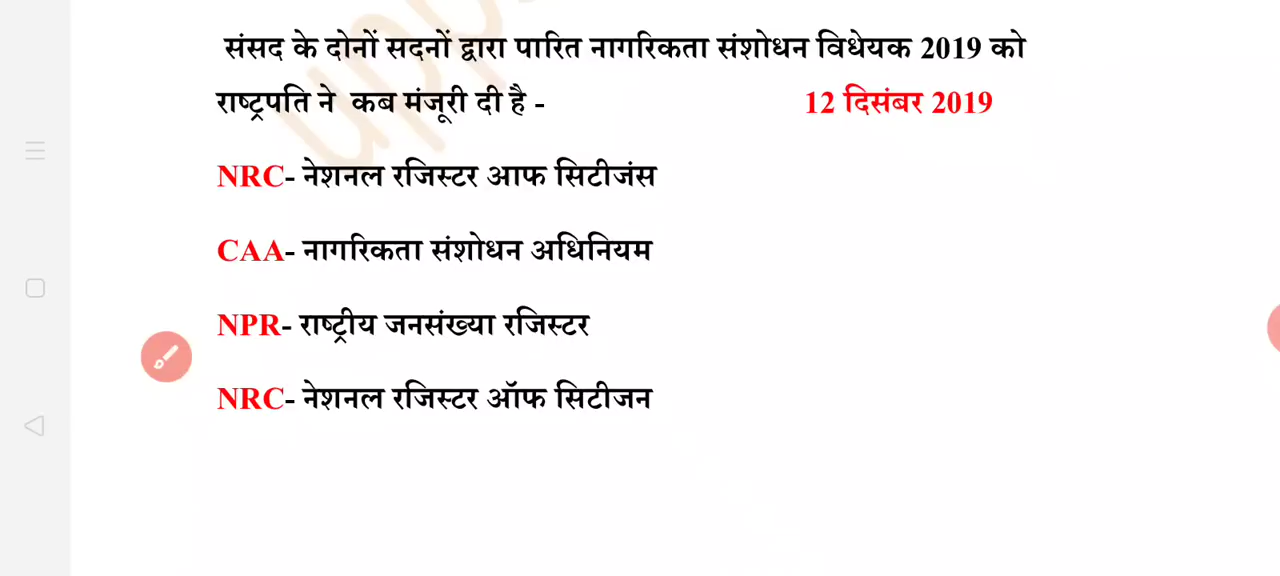 संसद के दोनों सदनों द्वारा पारित नागरिकता संशोधन विधेयक 2019 को
राष्ट्रपति ने कब मंजूरी दी है - 12 दिसंबर 2019
NRC- नेशनल रजिस्टर आफ सिटीजंस
CAA- नागरिकता संशोधन अधिनियम
NPR- राष्ट्रीय जनसंख्या रजिस्टर
NRC- नेशनल रजिस्टर ऑफ सिटीजन